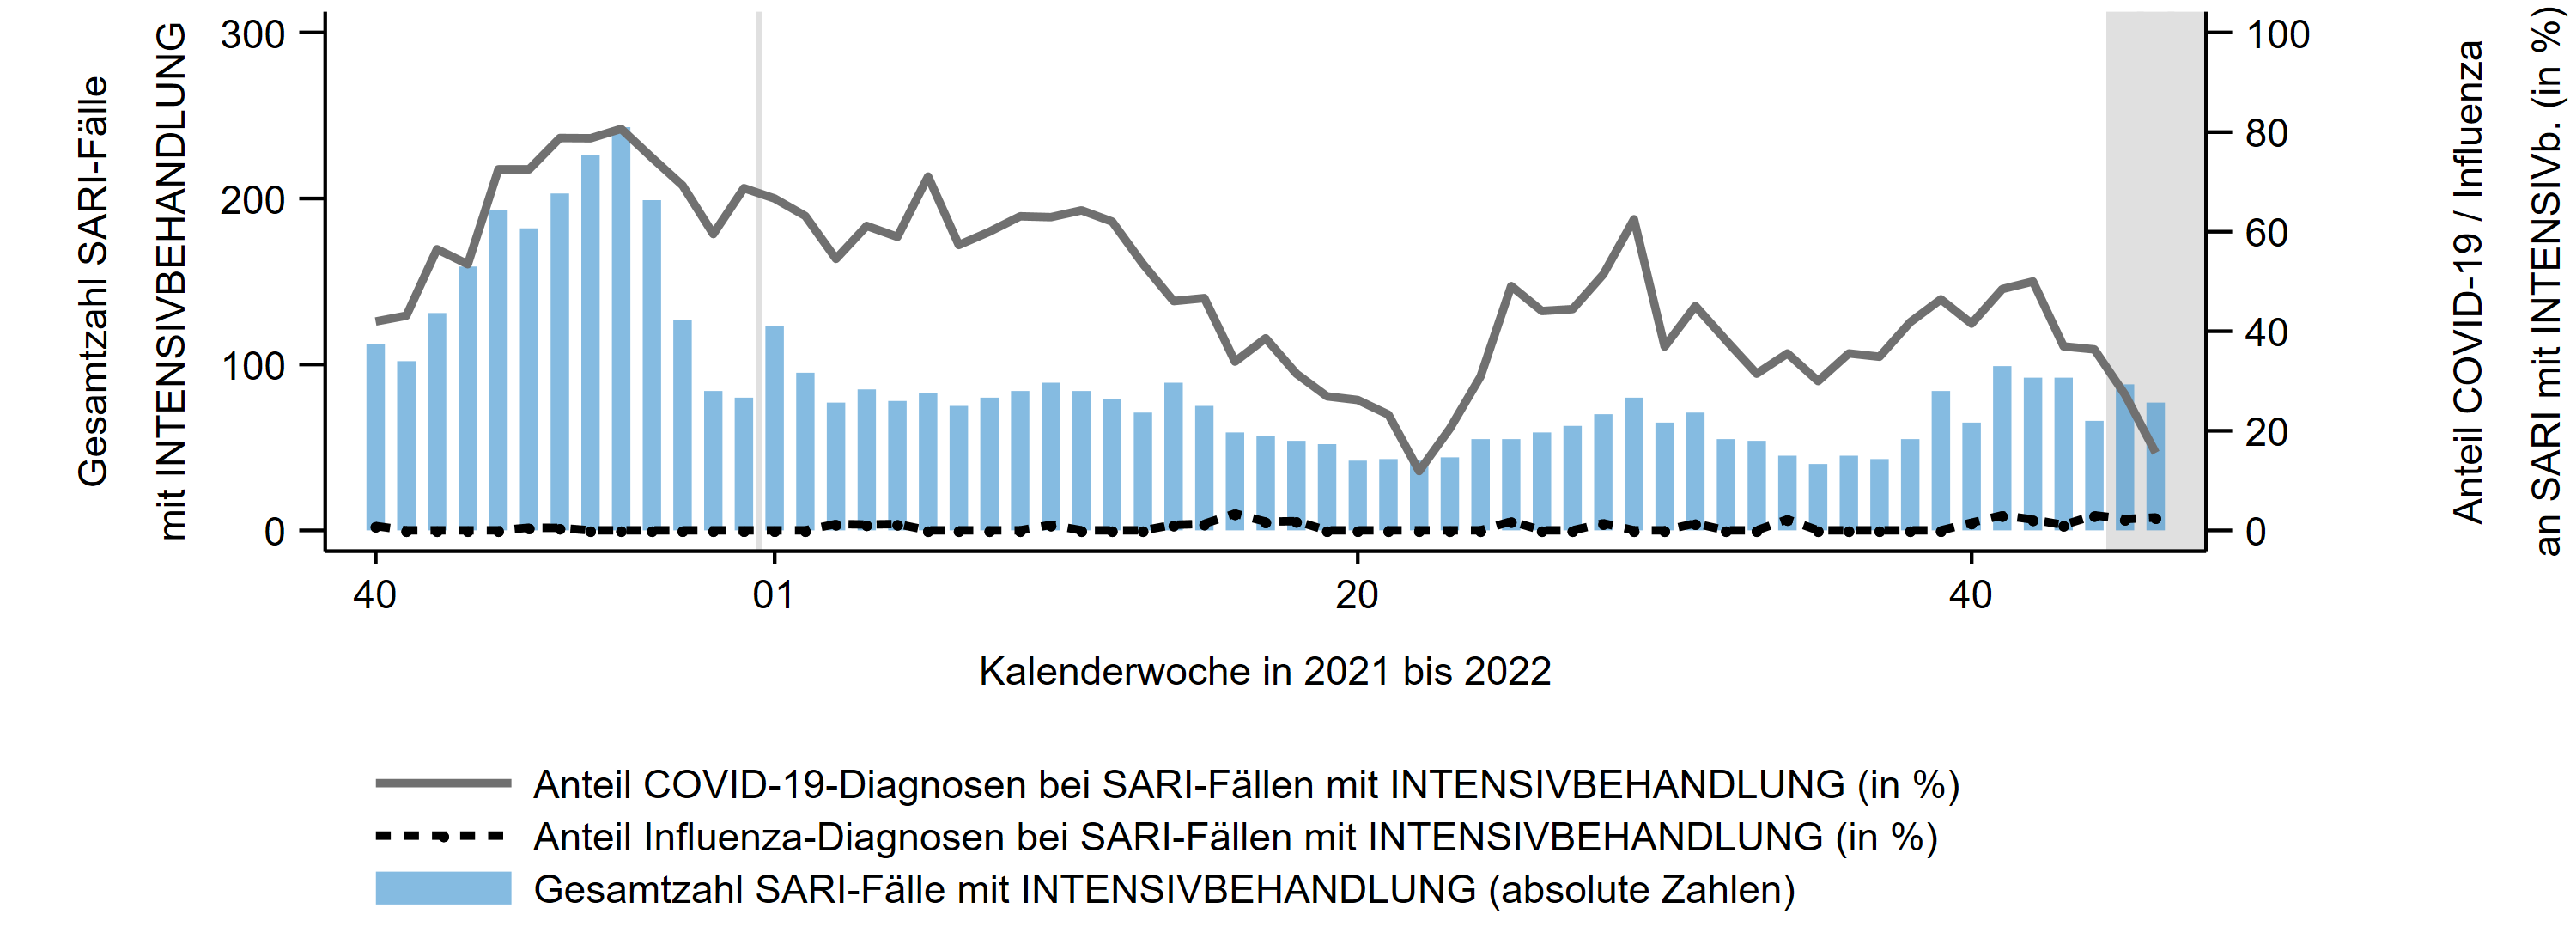 Gesamtzahl SARI-Fälle
mit INTENSIVBEHANDLUNG
300
200
100
0
100
80
60
40
20
0
Anteil COVID-19 / Influenza
an SARI mit INTENSIVb. (in %)
40
01
20
40
Kalenderwoche in 2021 bis 2022
Anteil COVID-19-Diagnosen bei SARI-Fällen mit INTENSIVBEHANDLUNG (in %)
Anteil Influenza-Diagnosen bei SARI-Fällen mit INTENSIVBEHANDLUNG (in %)
Gesamtzahl SARI-Fälle mit INTENSIVBEHANDLUNG (absolute Zahlen)